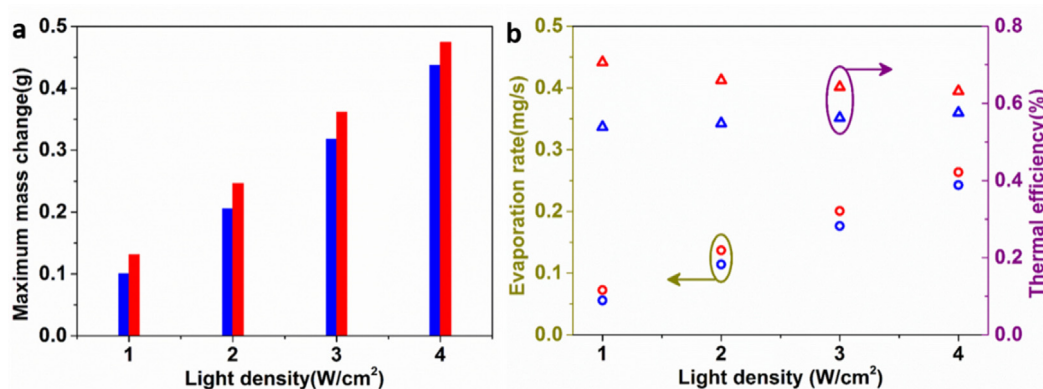 a
Maximum mass change(g)
0.5
0.4
0.3
0.2
0.1
0.0
1 2 3 4
Light density(W/cm²)
b
Evaporation rate(mg/s)
0.5
0.4
0.3
0.2
0.1
0.0
1 2 3 4
Light density (W/cm²)
0.8
0.6
0.4
0.2
0.0
Thermal efficiency(%)